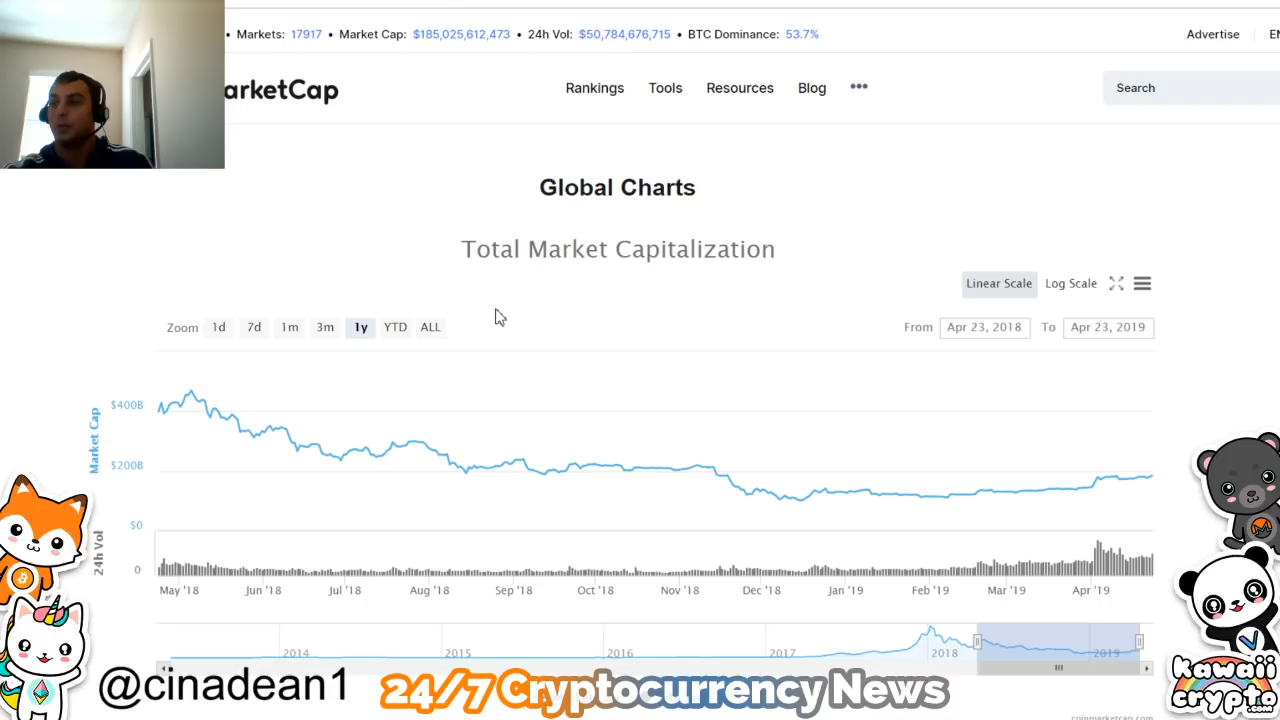 • Markets: 17917 • Market Cap: $185,025,612,473 • 24h Vol: $50,784,676,715 • BTC Dominance: 53.7%
Advertise
EN
arketCap
Rankings
Tools
Resources
Blog
•••
Search
Global Charts
Total Market Capitalization
Linear Scale
Log Scale
Zoom 1d 7d 1m 3m 1y YTD ALL
From Apr 23, 2018 To Apr 23, 2019
Market Cap
$400B
$200B
$0
24h Vol
0
May '18 Jun '18 Jul '18 Aug '18 Sep '18 Oct '18 Nov '18 Dec '18 Jan '19 Feb '19 Mar '19 Apr '19
2014 2015 2016 2017 2018 2019
@cinadean1
24/7 Cryptocurrency News
kawaii
crypto
.com
coinmarketcap.com